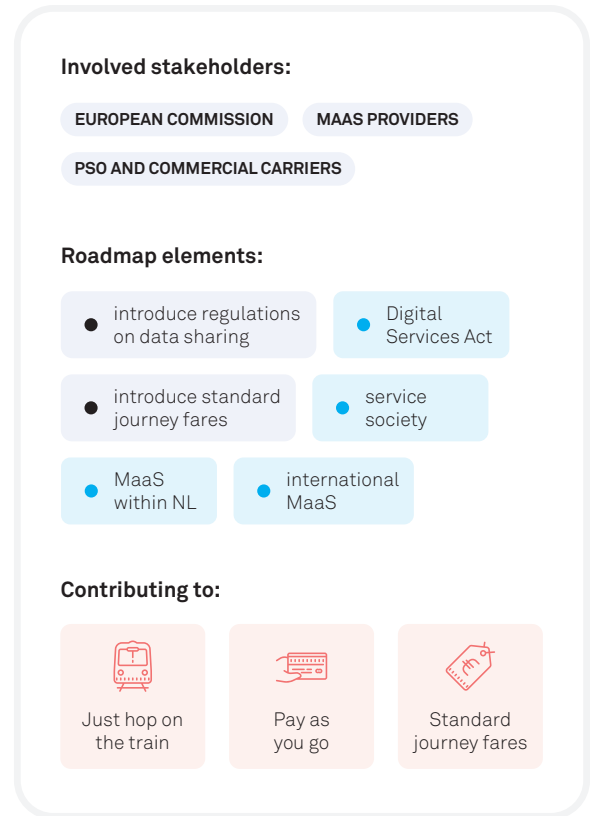 Involved stakeholders:
EUROPEAN COMMISSION
MAAS PROVIDERS
PSO AND COMMERCIAL CARRIERS
Roadmap elements:
introduce regulations
on data sharing
Digital
Services Act
introduce standard
journey fares
service
society
MaaS
within NL
international
MaaS
Contributing to:
Just hop on
the train
Pay as
you go
€
Standard
journey fares